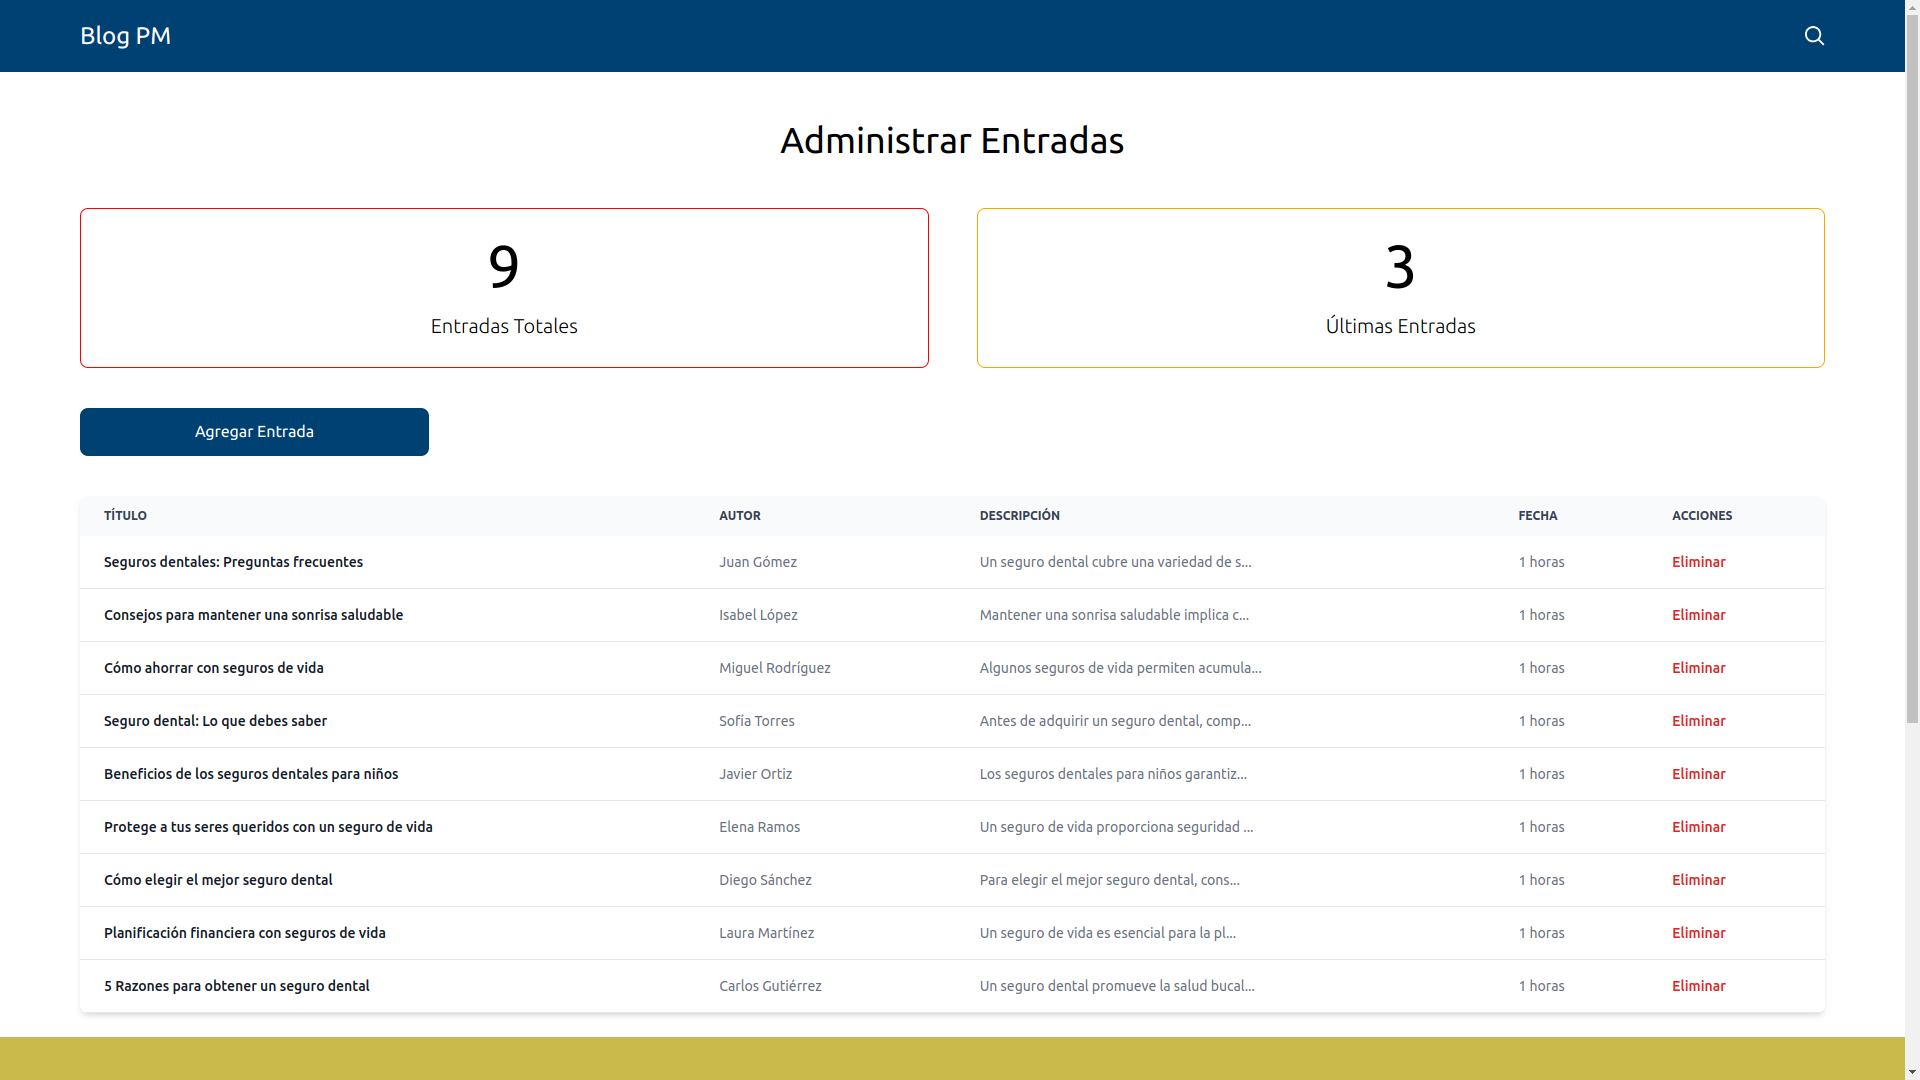 Blog PM
Administrar Entradas
9
Entradas Totales
3
Últimas Entradas
Agregar Entrada
TÍTULO AUTOR DESCRIPCIÓN FECHA ACCIONES
Seguros dentales: Preguntas frecuentes Juan Gómez Un seguro dental cubre una variedad de s... 1 horas Eliminar
Consejos para mantener una sonrisa saludable Isabel López Mantener una sonrisa saludable implica c... 1 horas Eliminar
Cómo ahorrar con seguros de vida Miguel Rodríguez Algunos seguros de vida permiten acumula... 1 horas Eliminar
Seguro dental: Lo que debes saber Sofía Torres Antes de adquirir un seguro dental, comp... 1 horas Eliminar
Beneficios de los seguros dentales para niños Javier Ortiz Los seguros dentales para niños garantiz... 1 horas Eliminar
Protege a tus seres queridos con un seguro de vida Elena Ramos Un seguro de vida proporciona seguridad ... 1 horas Eliminar
Cómo elegir el mejor seguro dental Diego Sánchez Para elegir el mejor seguro dental, cons... 1 horas Eliminar
Planificación financiera con seguros de vida Laura Martínez Un seguro de vida es esencial para la pl... 1 horas Eliminar
5 Razones para obtener un seguro dental Carlos Gutiérrez Un seguro dental promueve la salud bucal... 1 horas Eliminar